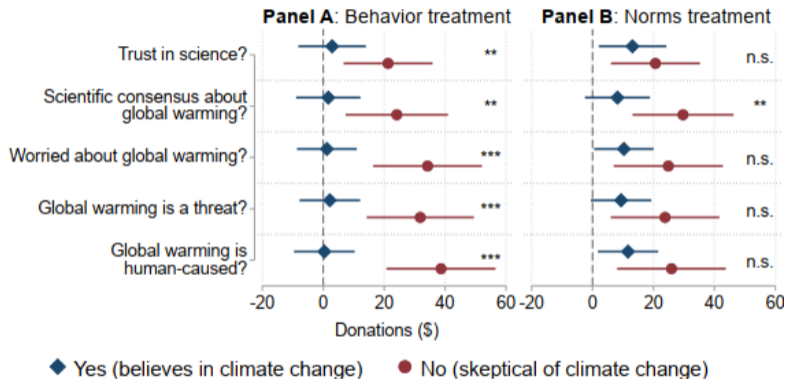 Panel A: Behavior treatment
Panel B: Norms treatment
Trust in science?
**
n.s.
Scientific consensus about
global warming?
**
**
Worried about global warming?
***
n.s.
Global warming is a threat?
***
n.s.
Global warming is
human-caused?
***
n.s.
-20 0 20 40 60
-20 0 20 40 60
Donations ($)
Yes (believes in climate change)
No (skeptical of climate change)